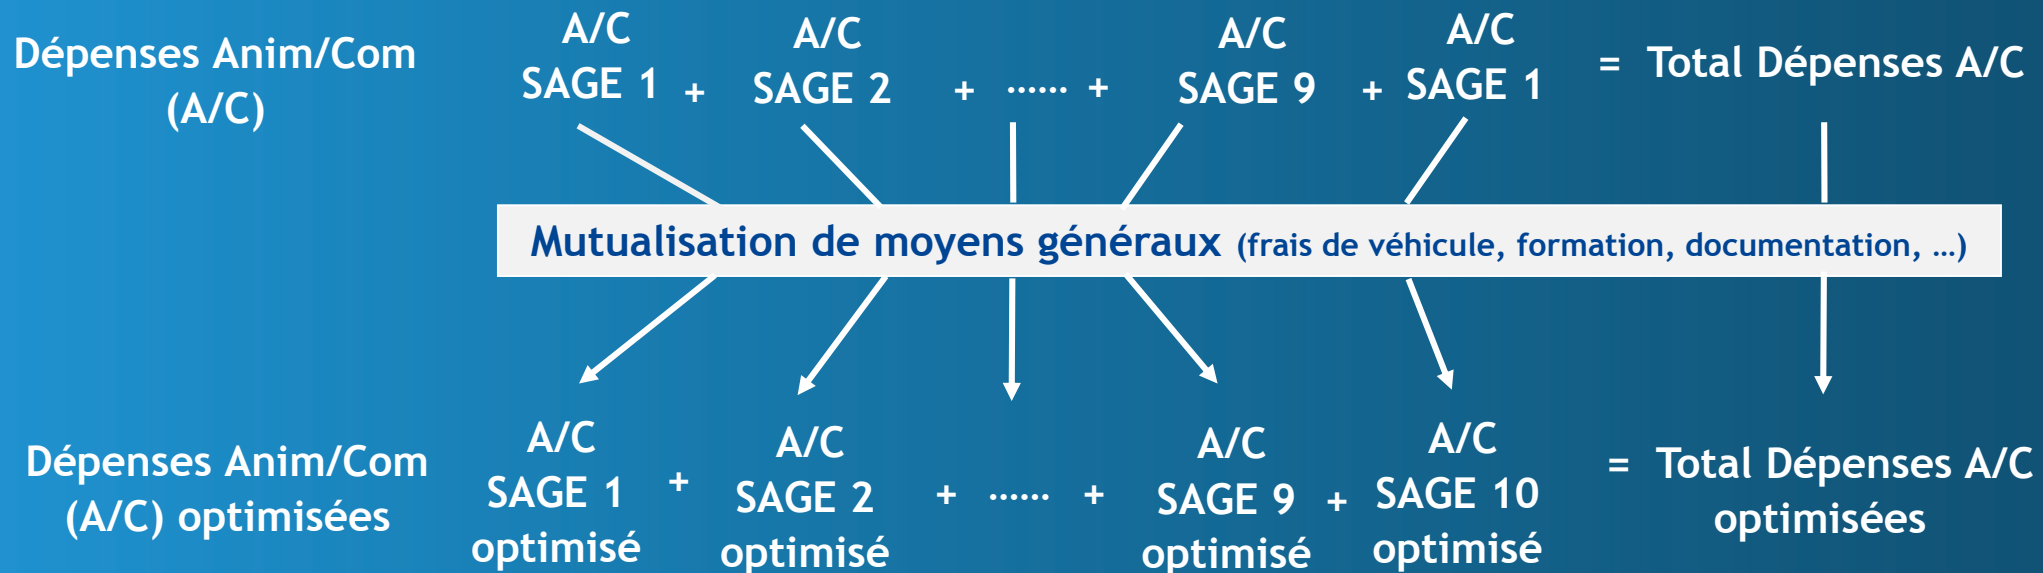 Dépenses Anim/Com
(A/C)
A/C
SAGE 1
+
A/C
SAGE 2
+ ...... +
A/C
SAGE 9
+
A/C
SAGE 1
= Total Dépenses A/C
Mutualisation de moyens généraux (frais de véhicule, formation, documentation, …)
Dépenses Anim/Com
(A/C) optimisées
A/C
SAGE 1
optimisé
+
A/C
SAGE 2
optimisé
+ ...... +
A/C
SAGE 9
optimisé
+
A/C
SAGE 10
optimisé
= Total Dépenses A/C
optimisées